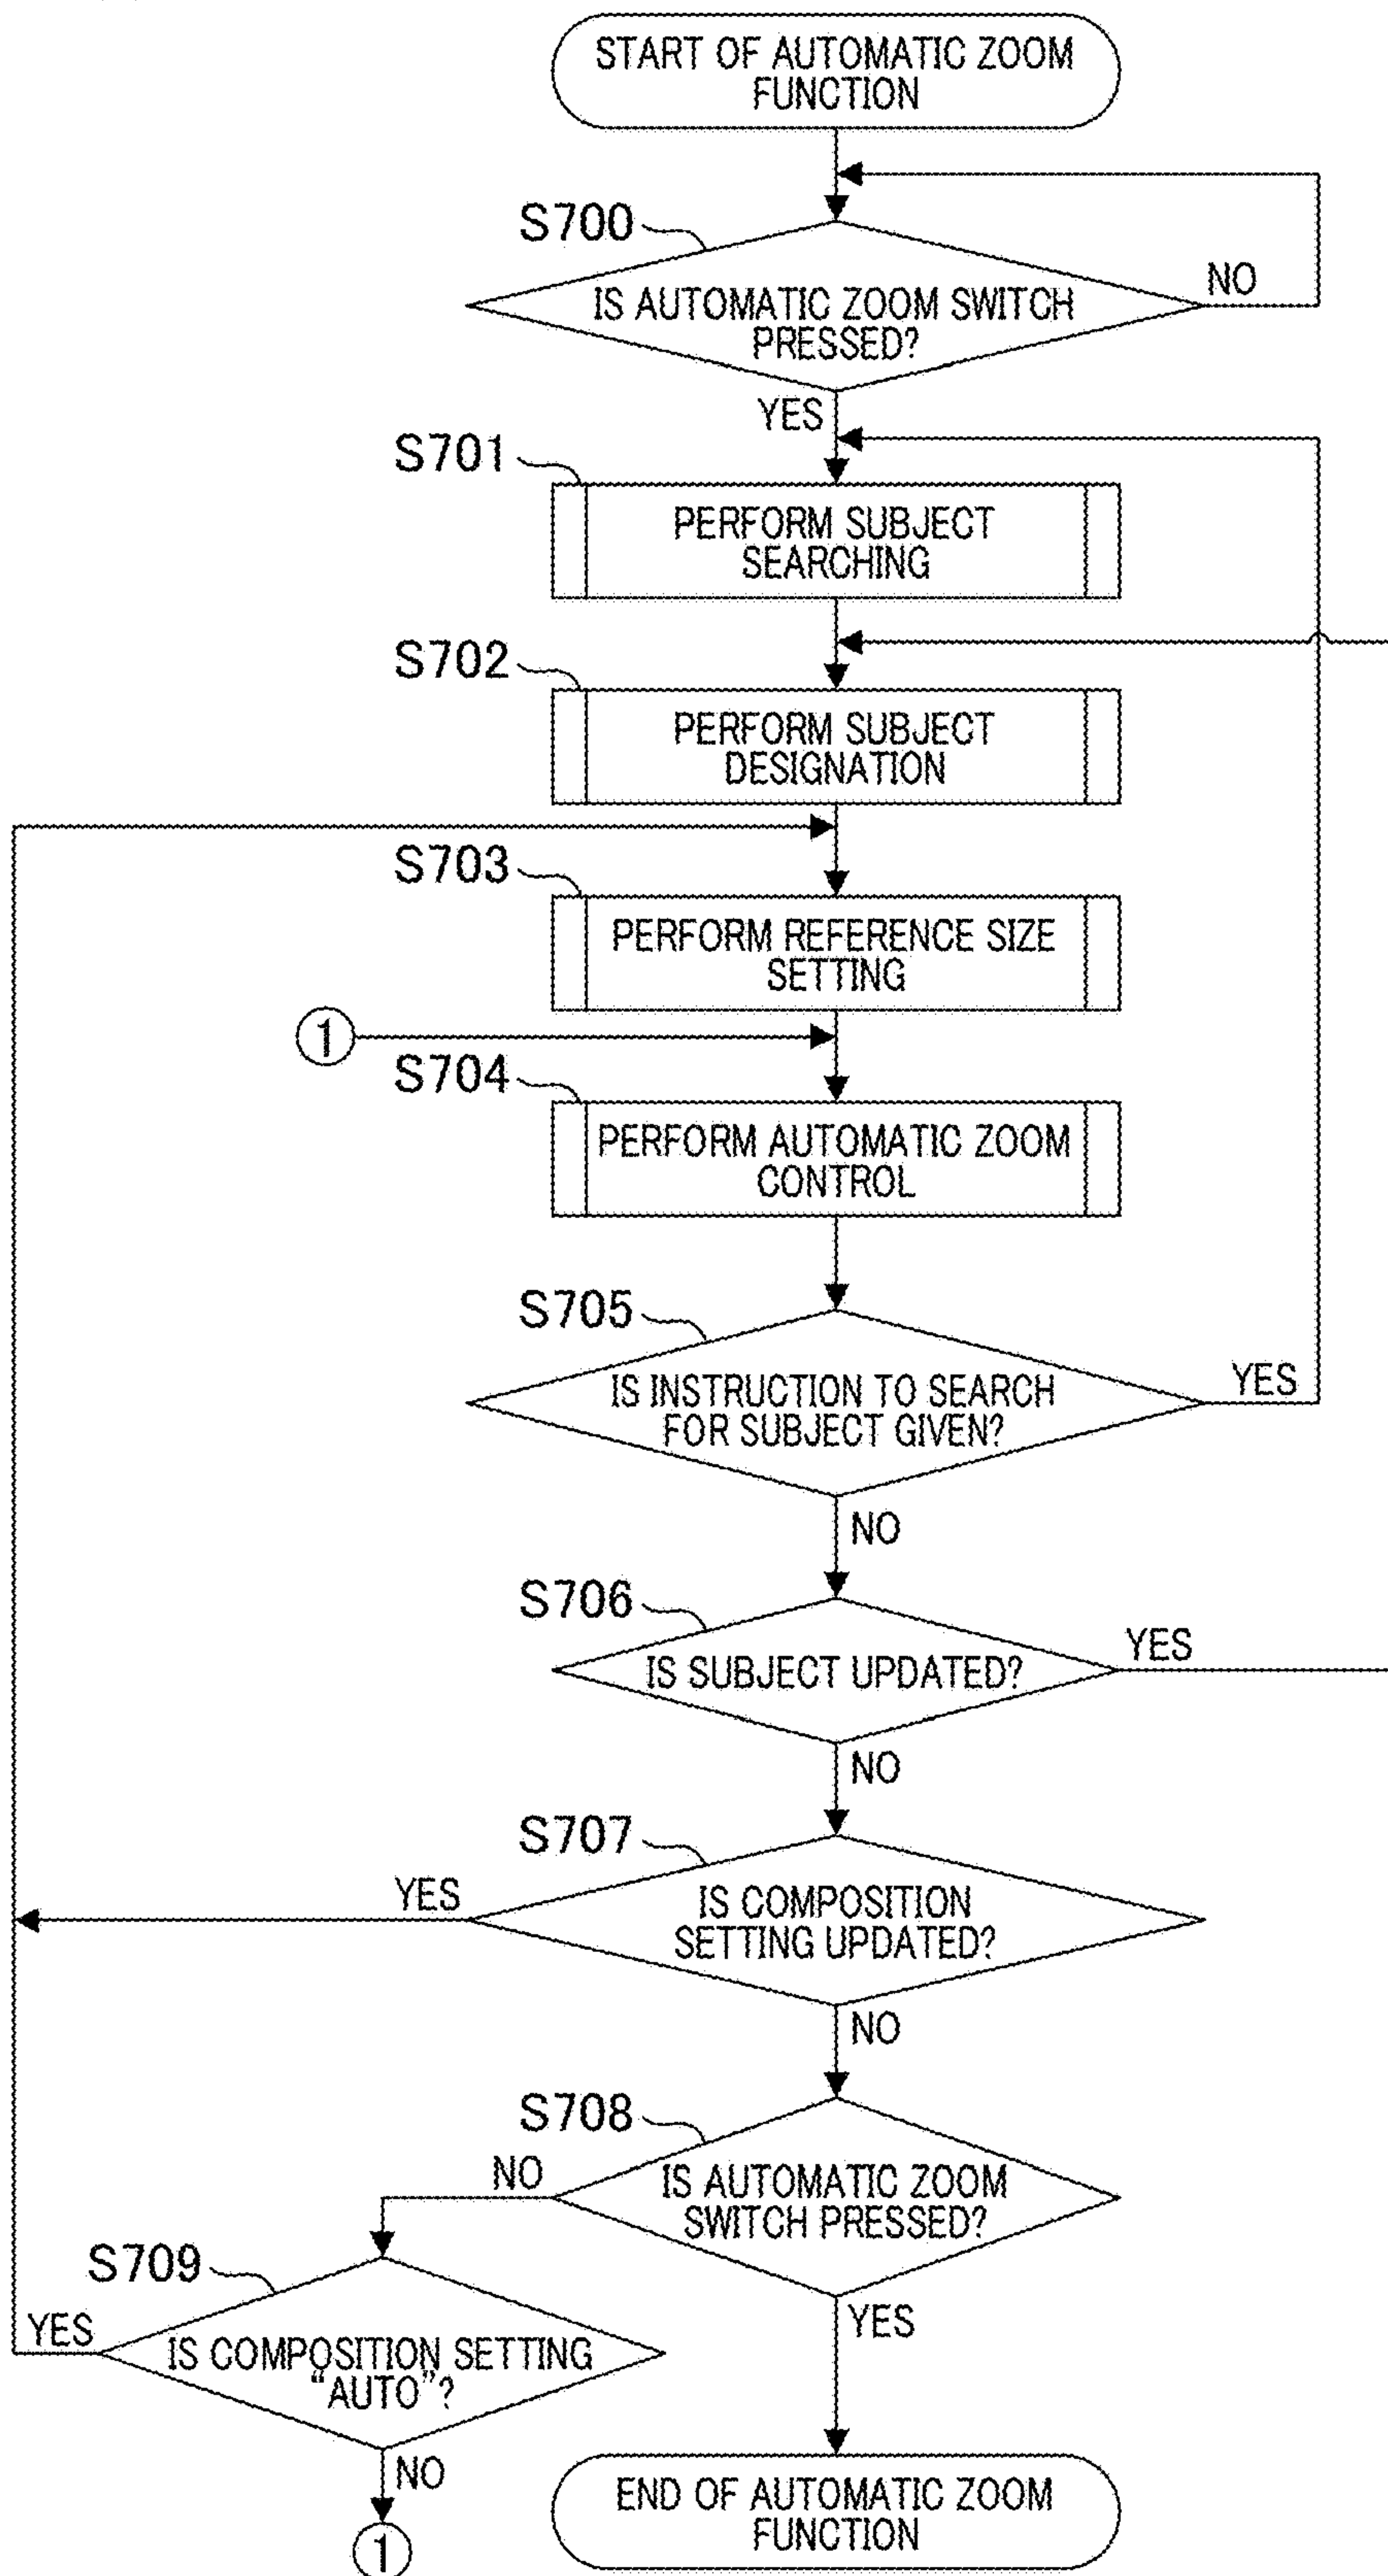 START OF AUTOMATIC ZOOM
FUNCTION
S700
IS AUTOMATIC ZOOM SWITCH
PRESSED?
NO
YES
S701
PERFORM SUBJECT
SEARCHING
S702
PERFORM SUBJECT
DESIGNATION
S703
PERFORM REFERENCE SIZE
SETTING
①
S704
PERFORM AUTOMATIC ZOOM
CONTROL
S705
IS INSTRUCTION TO SEARCH
FOR SUBJECT GIVEN?
YES
NO
S706
IS SUBJECT UPDATED?
YES
NO
S707
IS COMPOSITION
SETTING UPDATED?
YES
NO
S708
IS AUTOMATIC ZOOM
SWITCH PRESSED?
NO
YES
S709
IS COMPOSITION SETTING
“AUTO”?
YES
NO
①
END OF AUTOMATIC ZOOM
FUNCTION